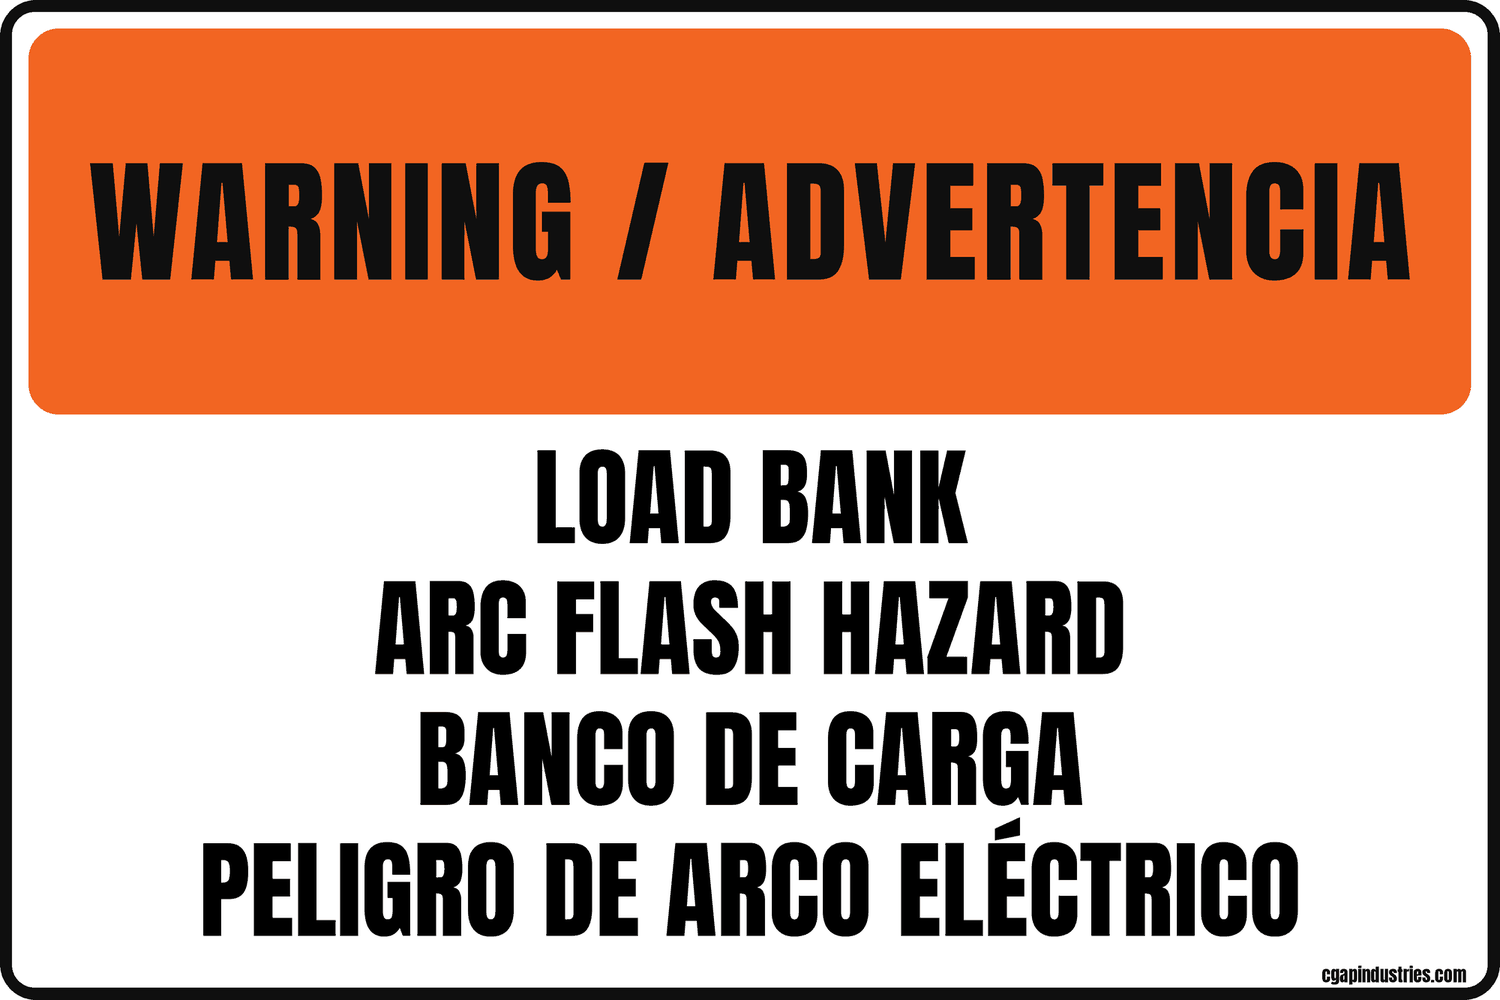 WARNING / ADVERTENCIA
LOAD BANK
ARC FLASH HAZARD
BANCO DE CARGA
PELIGRO DE ARCO ELÉCTRICO
cgapindustries.com